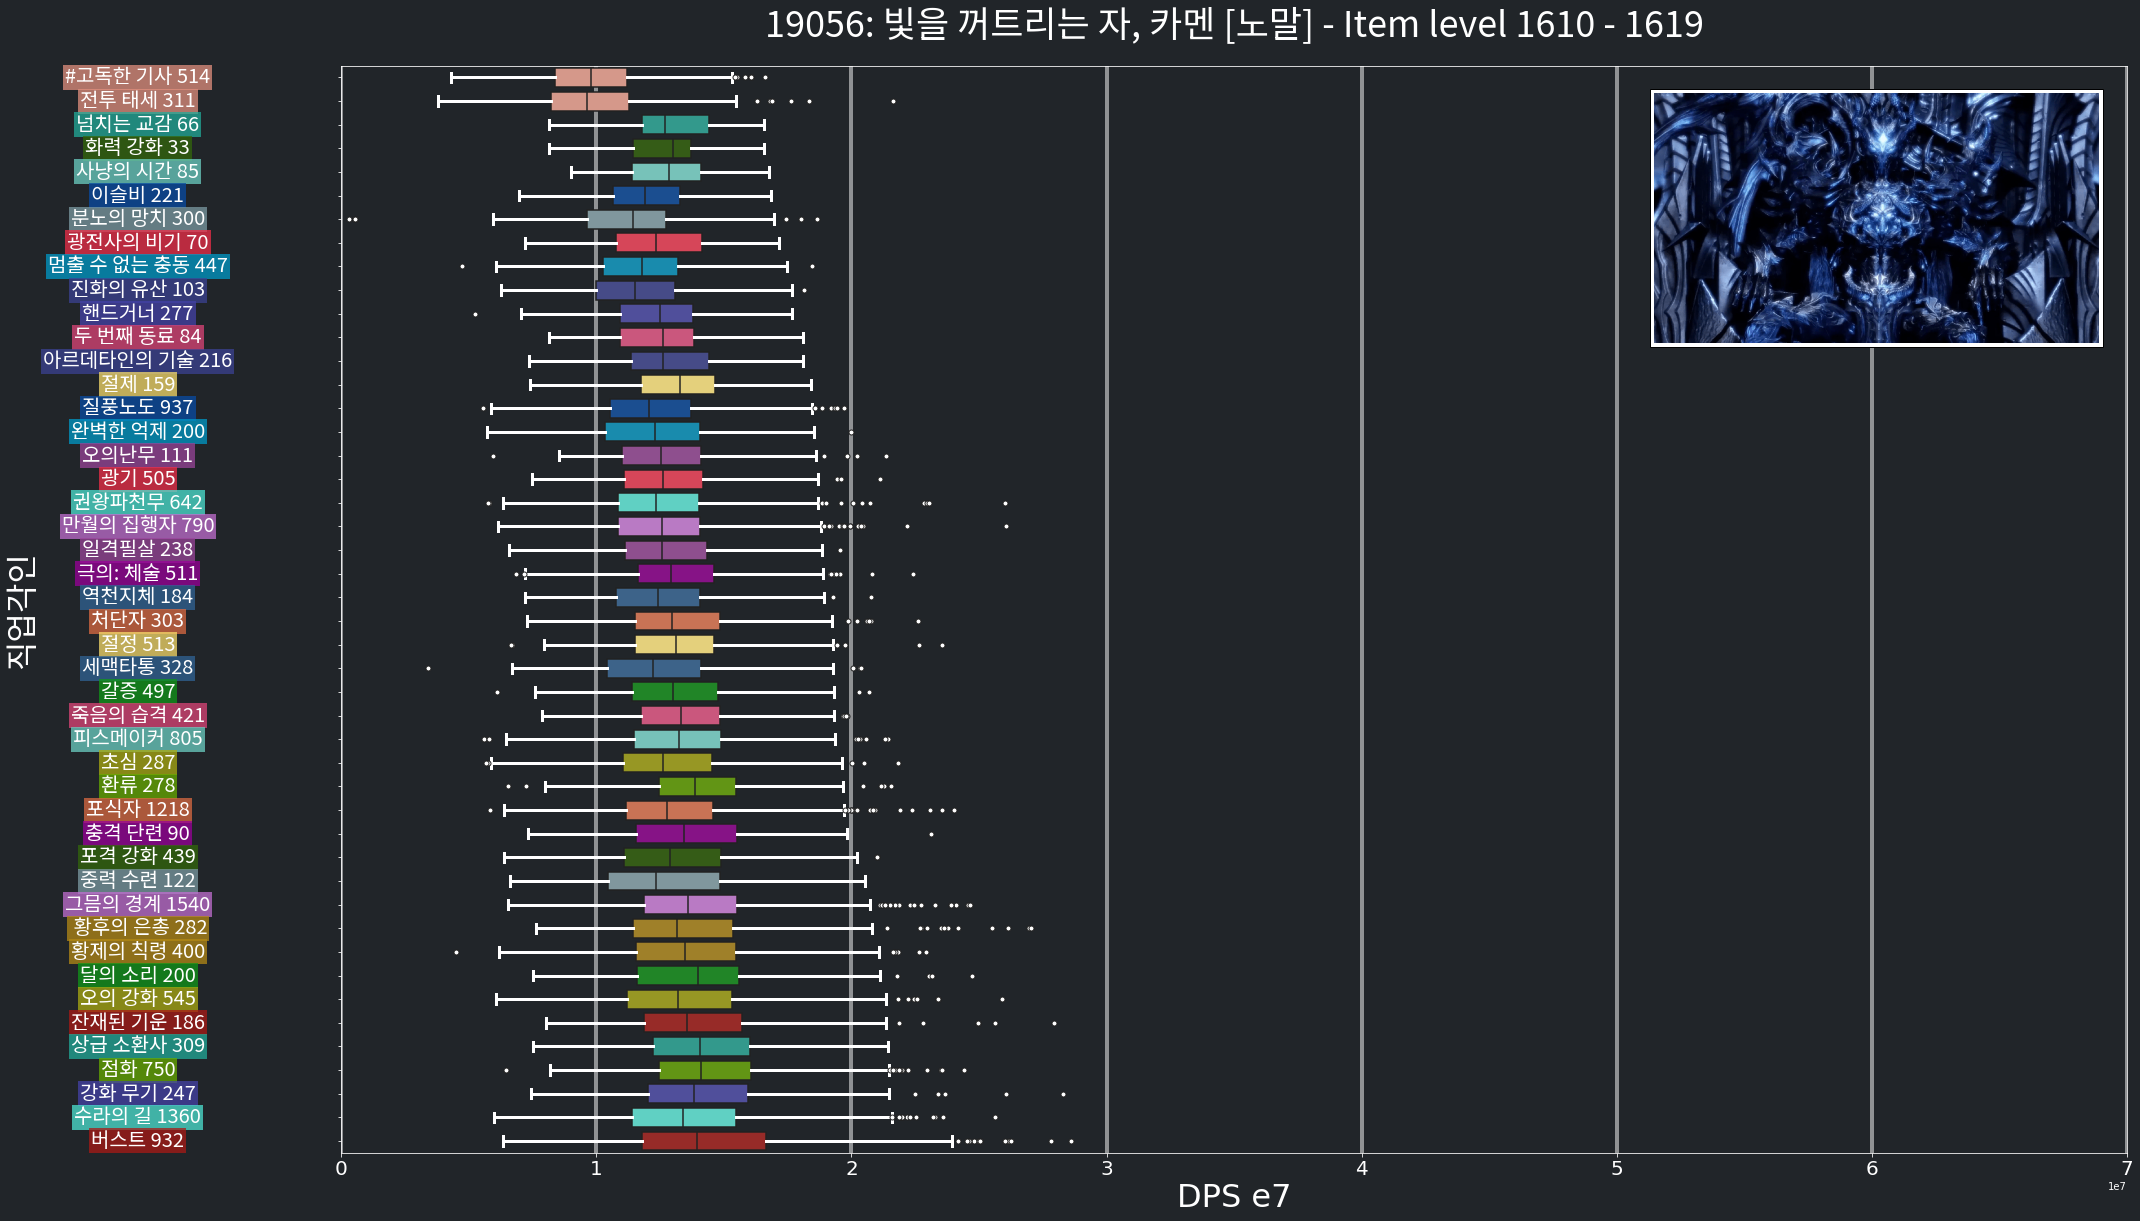 19056: 빛을 꺼트리는 자, 카멘 [노말] - Item level 1610 - 1619
직업각인
#고독한 기사 514
전투 태세 311
넘치는 교감 66
화력 강화 33
사냥의 시간 85
이슬비 221
분노의 망치 300
광전사의 비기 70
멈출 수 없는 충동 447
진화의 유산 103
핸드거너 277
두 번째 동료 84
아르데타인의 기술 216
절제 159
질풍노도 937
완벽한 억제 200
오의난무 111
광기 505
권왕파천무 642
만월의 집행자 790
일격필살 238
극의: 체술 511
역천지체 184
처단자 303
절정 513
세맥타통 328
갈증 497
죽음의 습격 421
피스메이커 805
초심 287
환류 278
포식자 1218
충격 단련 90
포격 강화 439
중력 수련 122
그믐의 경계 1540
황후의 은총 282
황제의 칙령 400
달의 소리 200
오의 강화 545
잔재된 기운 186
상급 소환사 309
점화 750
강화 무기 247
수라의 길 1360
버스트 932
0 1 2 3 4 5 6 7
1e7
DPS e7